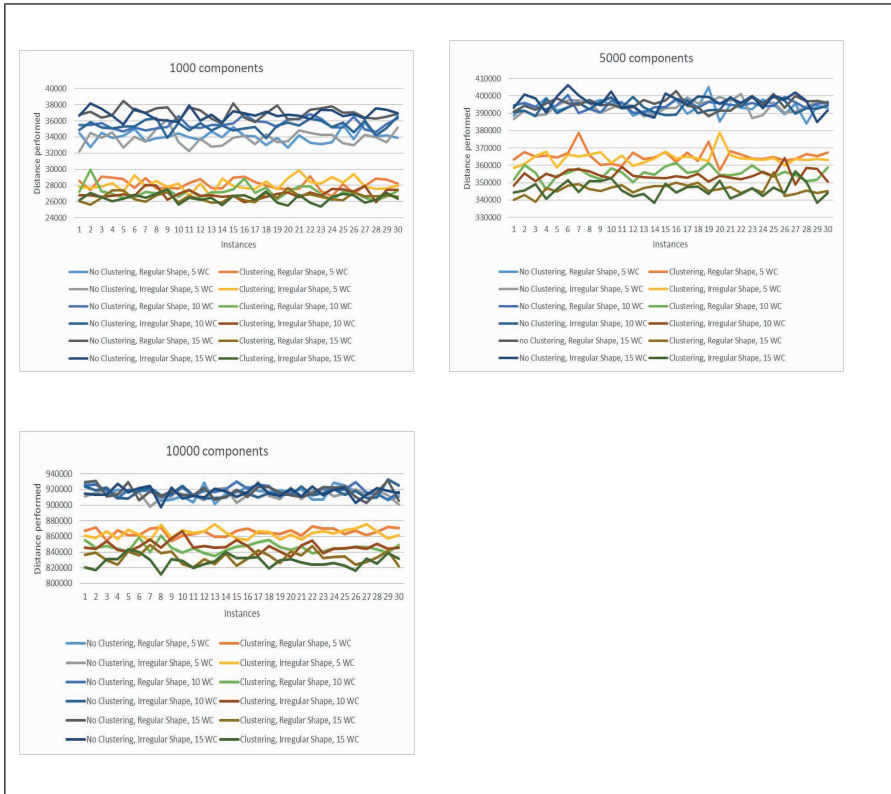 1000 components
Distance performed
40000
38000
36000
34000
32000
30000
28000
26000
24000
1 2 3 4 5 6 7 8 9 10 11 12 13 14 15 16 17 18 19 20 21 22 23 24 25 26 27 28 29 30
Instances
No Clustering, Regular Shape, 5 WC
Clustering, Regular Shape, 5 WC
No Clustering, Irregular Shape, 5 WC
Clustering, Irregular Shape, 5 WC
No Clustering, Regular Shape, 10 WC
Clustering, Regular Shape, 10 WC
No Clustering, Irregular Shape, 10 WC
Clustering, Irregular Shape, 10 WC
No Clustering, Regular Shape, 15 WC
Clustering, Regular Shape, 15 WC
No Clustering, Irregular Shape, 15 WC
Clustering, Irregular Shape, 15 WC
5000 components
Distance performed
410000
400000
390000
380000
370000
360000
350000
340000
330000
1 2 3 4 5 6 7 8 9 10 11 12 13 14 15 16 17 18 19 20 21 22 23 24 25 26 27 28 29 30
Instances
No Clustering, Regular Shape, 5 WC
Clustering, Regular Shape, 5 WC
No Clustering, Irregular Shape, 5 WC
Clustering, Irregular Shape, 5 WC
No Clustering, Regular Shape, 10 WC
Clustering, Regular Shape, 10 WC
No Clustering, Irregular Shape, 10 WC
Clustering, Irregular Shape, 10 WC
no Clustering, Regular Shape, 15 WC
Clustering, Regular Shape, 15 WC
No Clustering, Irregular Shape, 15 WC
Clustering, Irregular Shape, 15 WC
10000 components
Distance performed
940000
920000
900000
880000
860000
840000
820000
800000
1 2 3 4 5 6 7 8 9 10 11 12 13 14 15 16 17 18 19 20 21 22 23 24 25 26 27 28 29 30
Instances
No Clustering, Regular Shape, 5 WC
Clustering, Regular Shape, 5 WC
No Clustering, Irregular Shape, 5 WC
Clustering, Irregular Shape, 5 WC
No Clustering, Regular Shape, 10 WC
Clustering, Regular Shape, 10 WC
No Clustering, Irregular Shape, 10 WC
Clustering, Irregular Shape, 10 WC
No Clustering, Regular Shape, 15 WC
Clustering, Regular Shape, 15 WC
No Clustering, Irregular Shape, 15 WC
Clustering, Irregular Shape, 15 WC